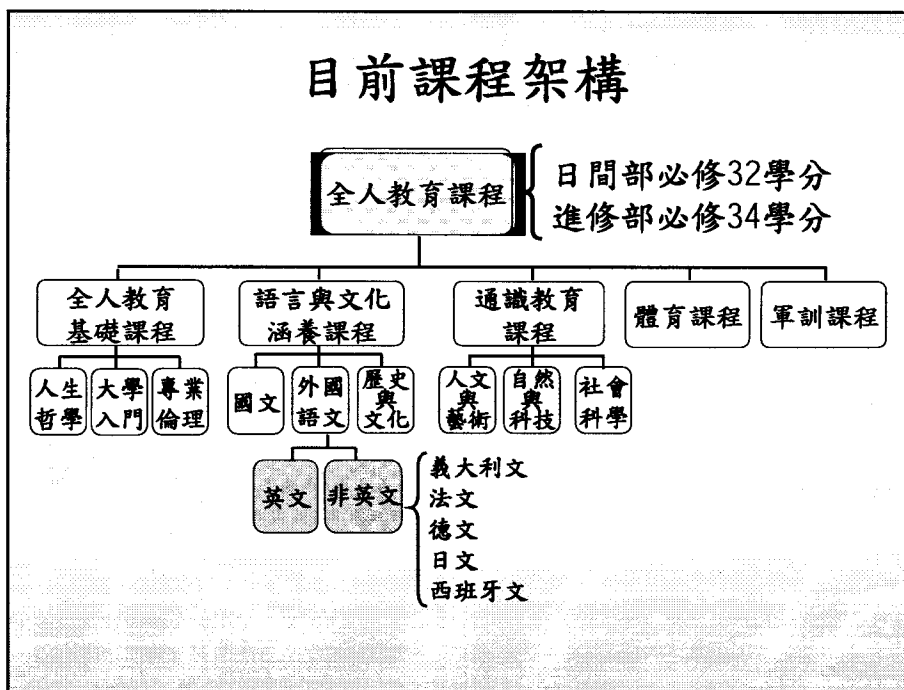 目前課程架構
全人教育課程
日間部必修32學分
進修部必修34學分
全人教育
基礎課程
語言與文化
涵養課程
通識教育
課程
體育課程
軍訓課程
人生
哲學
大學
入門
專業
倫理
國文
外國
語文
歷史
與
文化
人文
與
藝術
自然
與
科技
社會
科學
英文
非英文
義大利文
法文
德文
日文
西班牙文